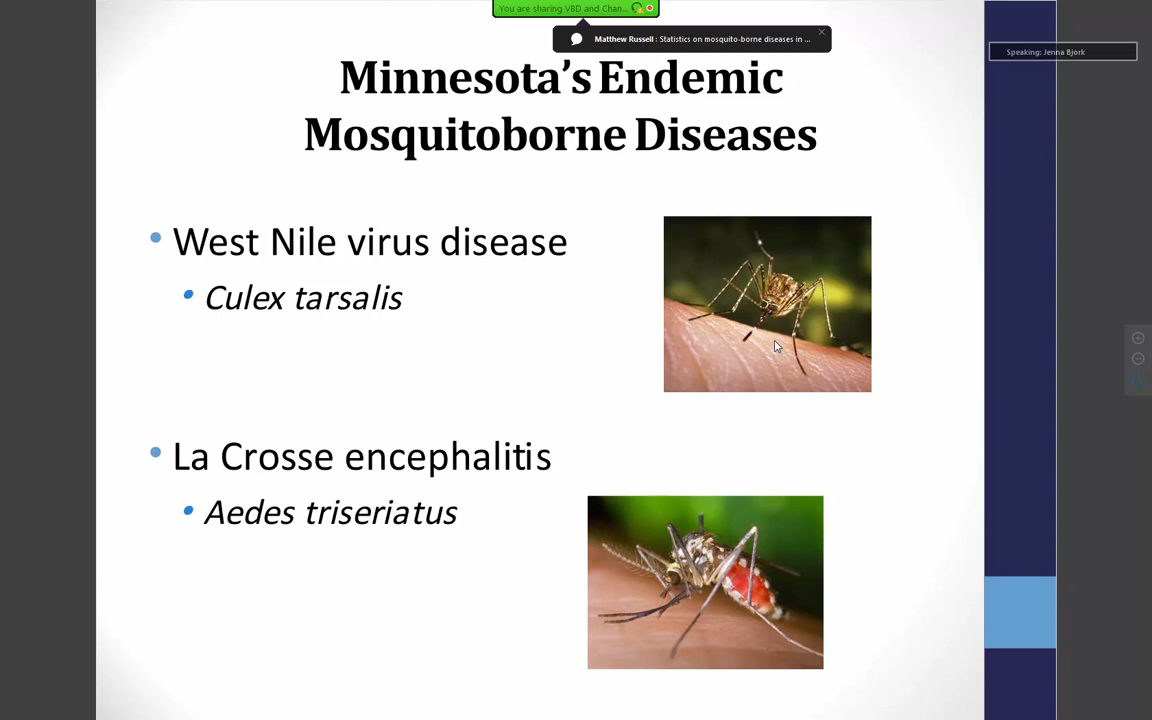 You are sharing VBD and Chan...
Matthew Russell : Statistics on mosquito-borne diseases in ...
Speaking: Jenna Bjork
Minnesota's Endemic
Mosquitoborne Diseases
• West Nile virus disease
• Culex tarsalis
• La Crosse encephalitis
• Aedes triseriatus